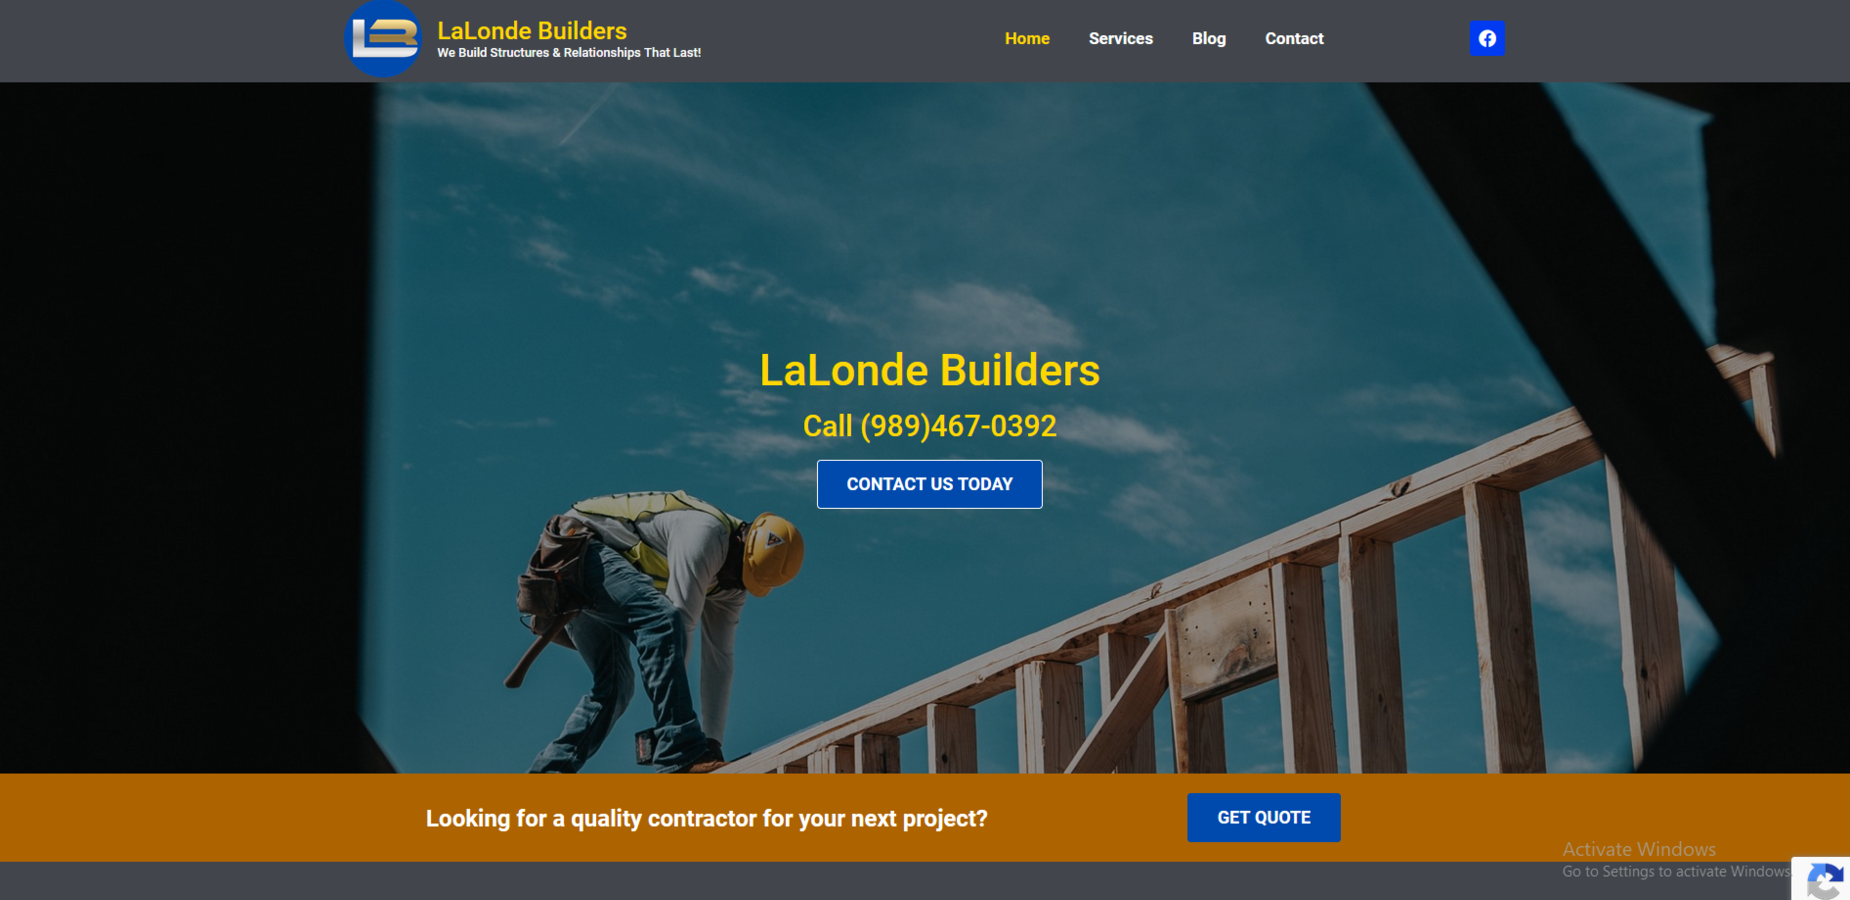 LB
LaLonde Builders
We Build Structures & Relationships That Last!
Home Services Blog Contact
LaLonde Builders
Call (989)467-0392
CONTACT US TODAY
Looking for a quality contractor for your next project?
GET QUOTE
Activate Windows
Go to Settings to activate Windows.